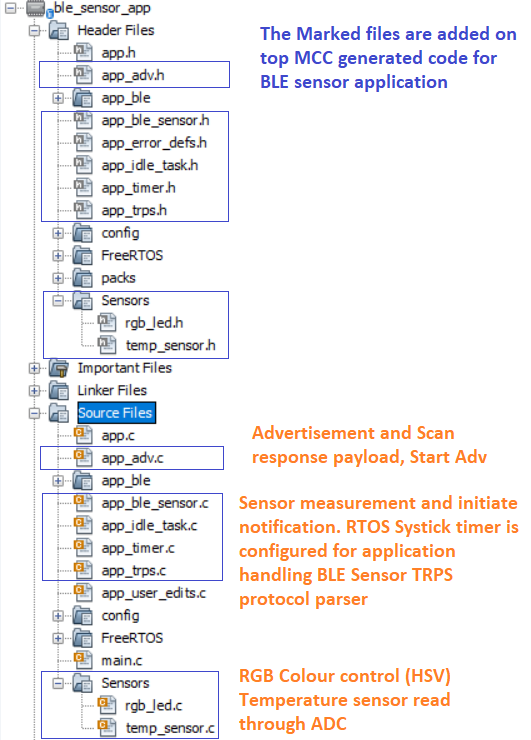 ble_sensor_app
Header Files
app.h
app_adv.h
app_ble
app_ble_sensor.h
app_error_defs.h
app_idle_task.h
app_timer.h
app_trps.h
config
FreeRTOS
packs
Sensors
rgb_led.h
temp_sensor.h
Important Files
Linker Files
Source Files
app.c
app_adv.c
app_ble
app_ble_sensor.c
app_idle_task.c
app_timer.c
app_trps.c
app_user_edits.c
config
FreeRTOS
main.c
Sensors
rgb_led.c
temp_sensor.c
The Marked files are added on
top MCC generated code for
BLE sensor application
Advertisement and Scan
response payload, Start Adv
Sensor measurement and initiate
notification. RTOS Systick timer is
configured for application
handling BLE Sensor TRPS
protocol parser
RGB Colour control (HSV)
Temperature sensor read
through ADC